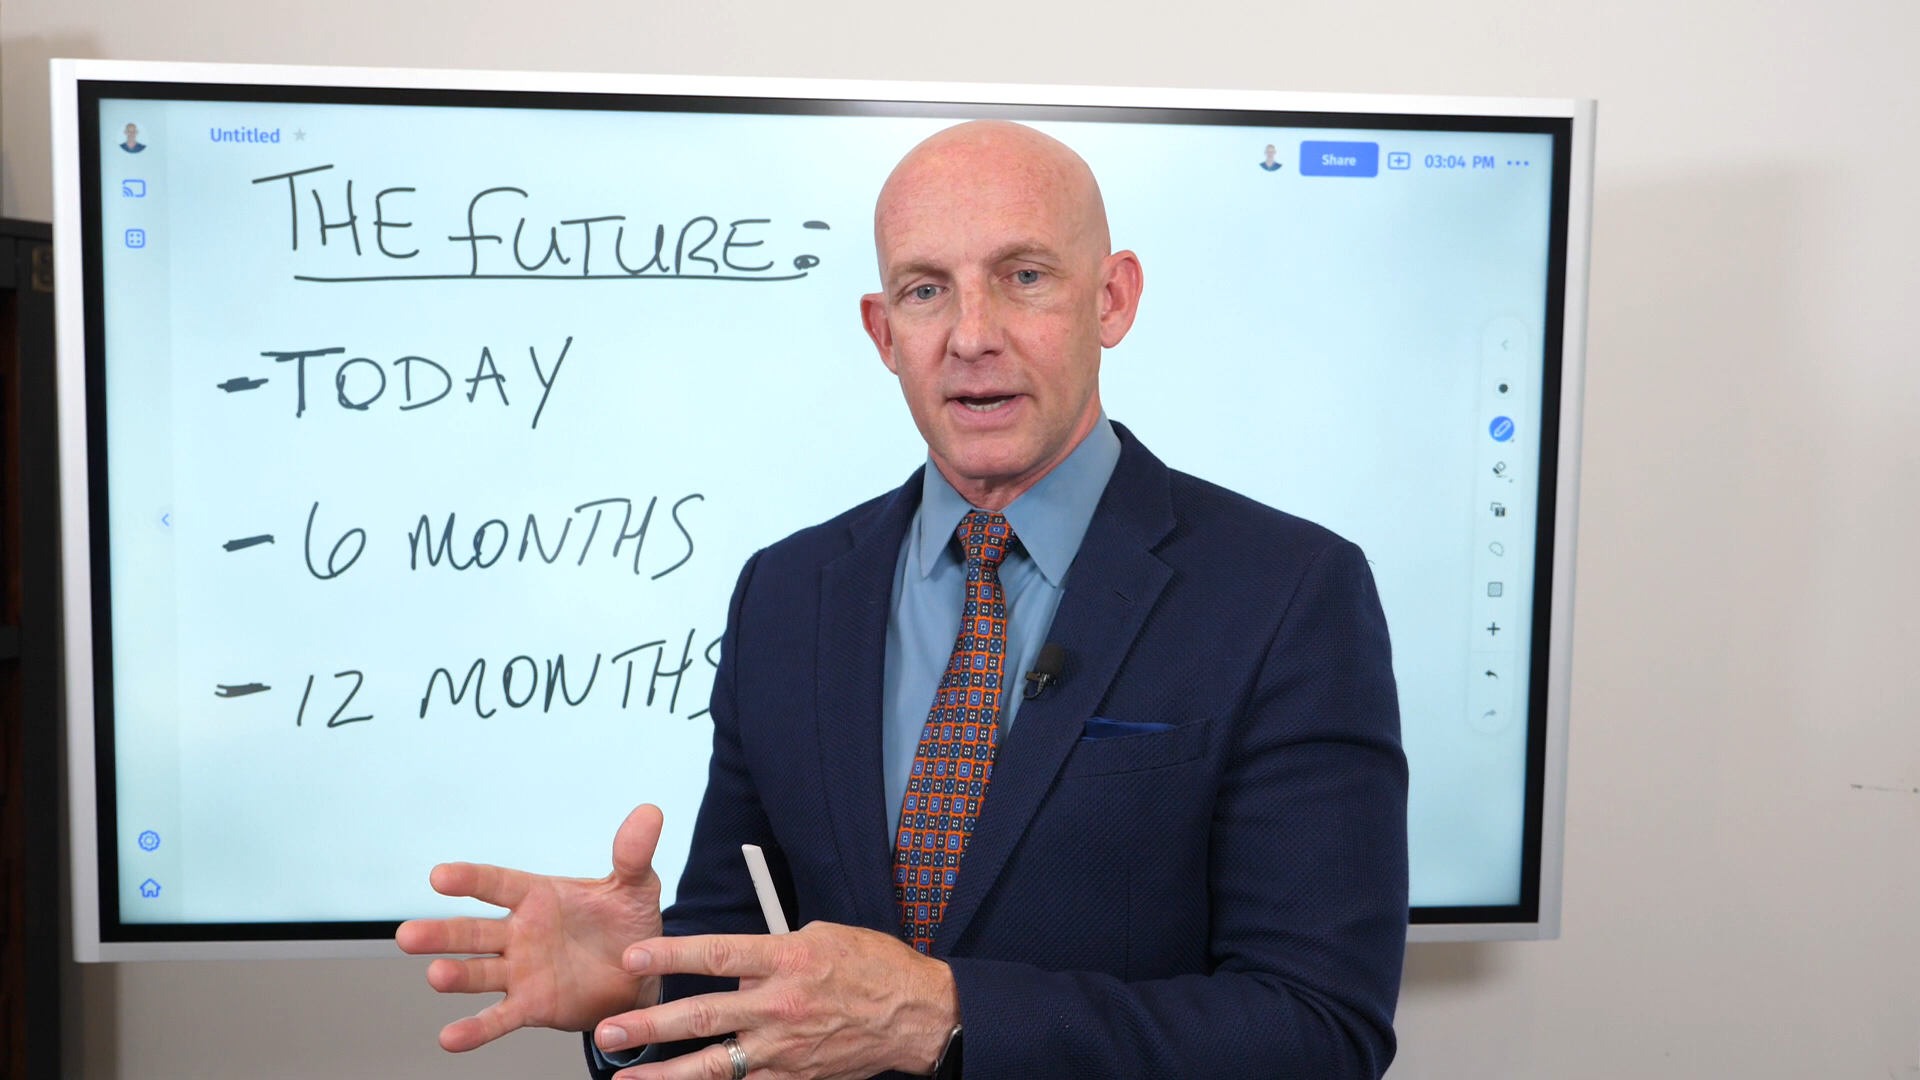 Untitled
Share
03:04 PM
THE FUTURE:
- TODAY
- 6 MONTHS
- 12 MONTHS